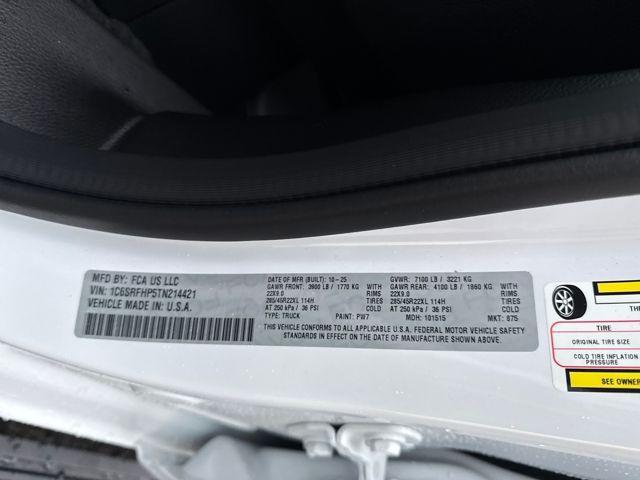 MFD BY: FCA US LLC
VIN: 1C6SRFHP5TN214421
VEHICLE MADE IN U.S.A.
DATE OF MFR (BUILT): 10-25
GAWR FRONT: 3900 LB / 1770 KG WITH
22X9.0 RIMS
285/45R22XL 114H
AT 250 kPa / 36 PSI COLD
TYPE: TRUCK PAINT: PW7
GVWR: 7100 LB / 3221 KG
GAWR REAR: 4100 LB / 1860 KG WITH
22X9.0 RIMS
285/45R22XL 114H
AT 250 kPa / 36 PSI COLD
MDH: 101515 MKT: 875
THIS VEHICLE CONFORMS TO ALL APPLICABLE U.S.A. FEDERAL MOTOR VEHICLE SAFETY
STANDARDS IN EFFECT ON THE DATE OF MANUFACTURE SHOWN ABOVE.
TIRE
ORIGINAL TIRE SIZE
COLD TIRE INFLATION
PRESSURE
SEE OWNER